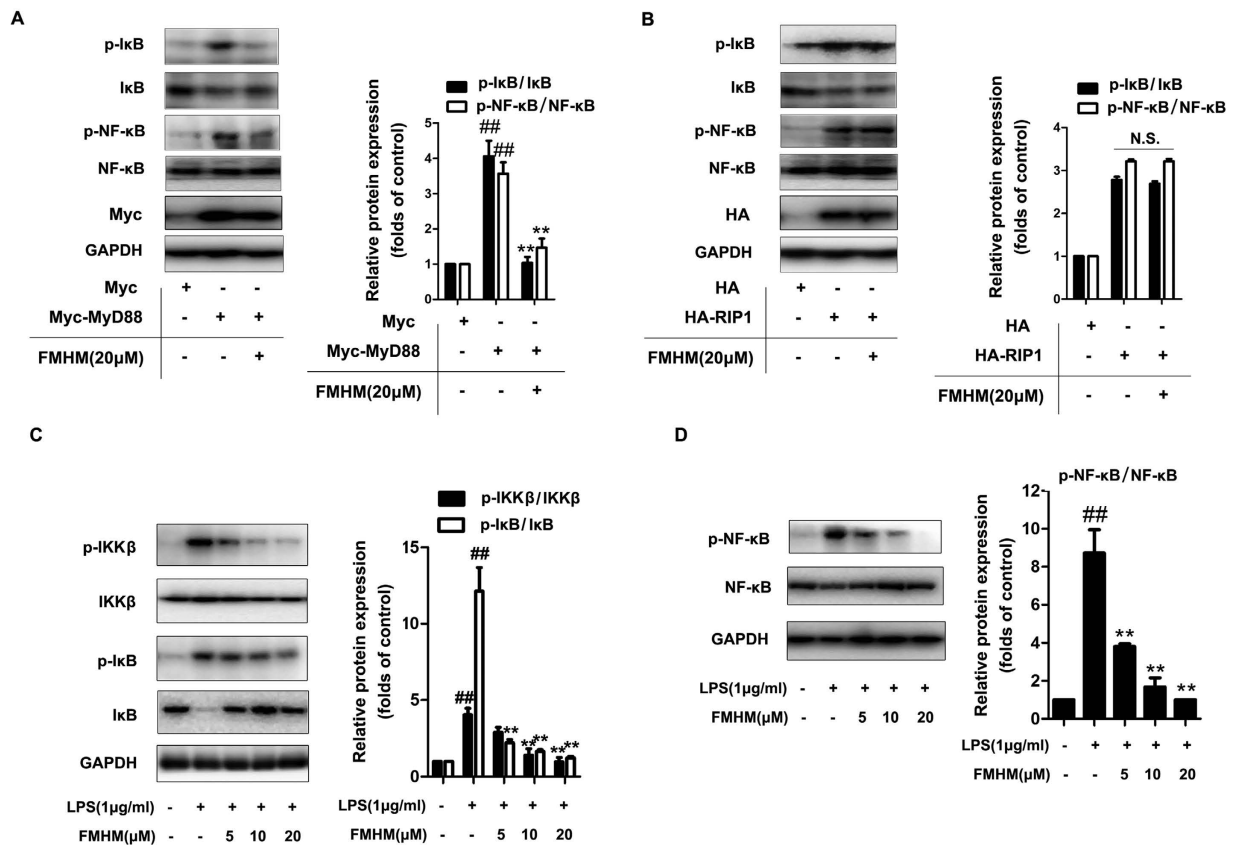 A
p-IκB
IκB
p-NF-κB
NF-κB
Myc
GAPDH
Myc + - -
Myc-MyD88 - + +
FMHM(20μM) - - +
Relative protein expression
(folds of control)
p-IκB/IκB
p-NF-κB/NF-κB
5
4
3
2
1
0
##
##
**
**
Myc + - -
Myc-MyD88 - + +
FMHM(20μM) - - +
B
p-IκB
IκB
p-NF-κB
NF-κB
HA
GAPDH
HA + - -
HA-RIP1 - + +
FMHM(20μM) - - +
Relative protein expression
(folds of control)
p-IκB/IκB
p-NF-κB/NF-κB
N.S.
4
3
2
1
0
HA + - -
HA-RIP1 - + +
FMHM(20μM) - - +
C
p-IKKβ
IKKβ
p-IκB
IκB
GAPDH
LPS(1μg/ml) - + + + +
FMHM(μM) - - 5 10 20
Relative protein expression
(folds of control)
p-IKKβ/IKKβ
p-IκB/IκB
15
10
5
0
##
##
**
**
**
**
**
LPS(1μg/ml) - + + + +
FMHM(μM) - - 5 10 20
D
p-NF-κB
NF-κB
GAPDH
LPS(1μg/ml) - + + + +
FMHM(μM) - - 5 10 20
Relative protein expression
(folds of control)
p-NF-κB/NF-κB
12
10
8
6
4
2
0
##
**
**
**
LPS(1μg/ml) - + + + +
FMHM(μM) - - 5 10 20